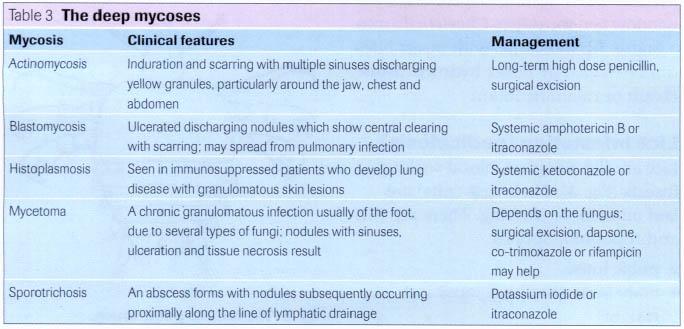 Table 3 The deep mycoses
Mycosis Clinical features Management
Actinomycosis Induration and scarring with multiple sinuses discharging Long-term high dose penicillin,
yellow granules, particularly around the jaw, chest and surgical excision
abdomen
Blastomycosis Ulcerated discharging nodules which show central clearing Systemic amphotericin B or
with scarring; may spread from pulmonary infection itraconazole
Histoplasmosis Seen in immunosuppressed patients who develop lung Systemic ketoconazole or
disease with granulomatous skin lesions itraconazole
Mycetoma A chronic granulomatous infection usually of the foot, Depends on the fungus;
due to several types of fungi; nodules with sinuses, surgical excision, dapsone,
ulceration and tissue necrosis result co-trimoxazole or rifampicin
may help
Sporotrichosis An abscess forms with nodules subsequently occurring Potassium iodide or
proximally along the line of lymphatic drainage itraconazole